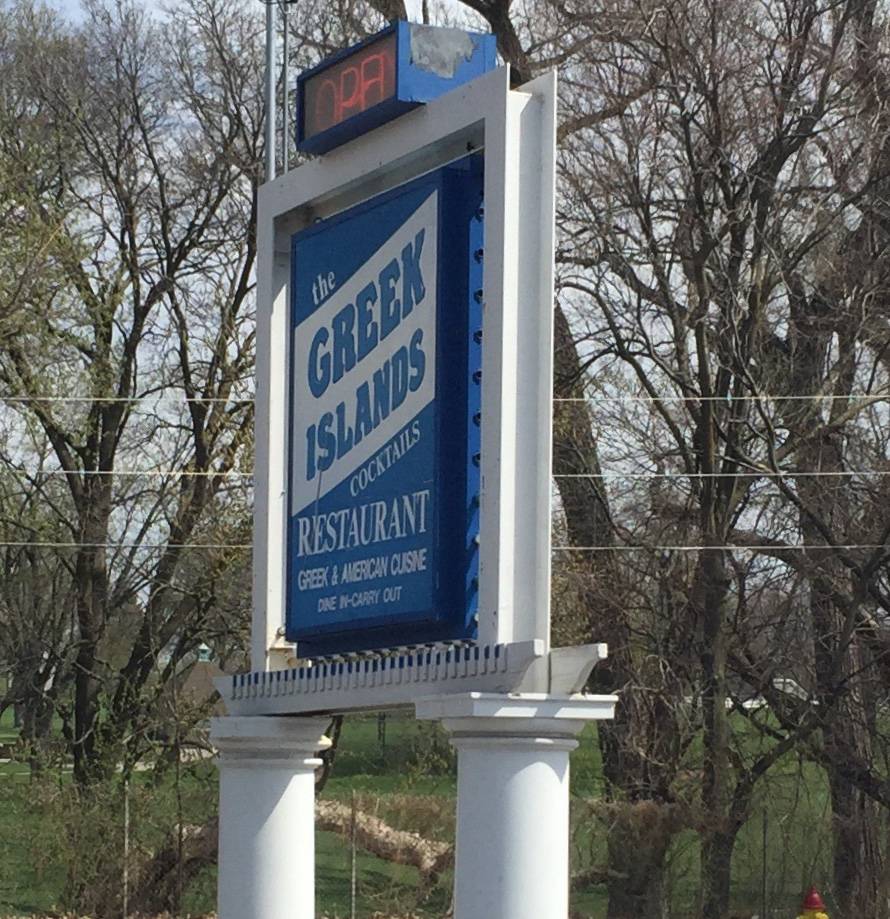 OPA
the
GREEK
ISLANDS
COCKTAILS
RESTAURANT
GREEK & AMERICAN CUISINE
DINE IN-CARRY OUT